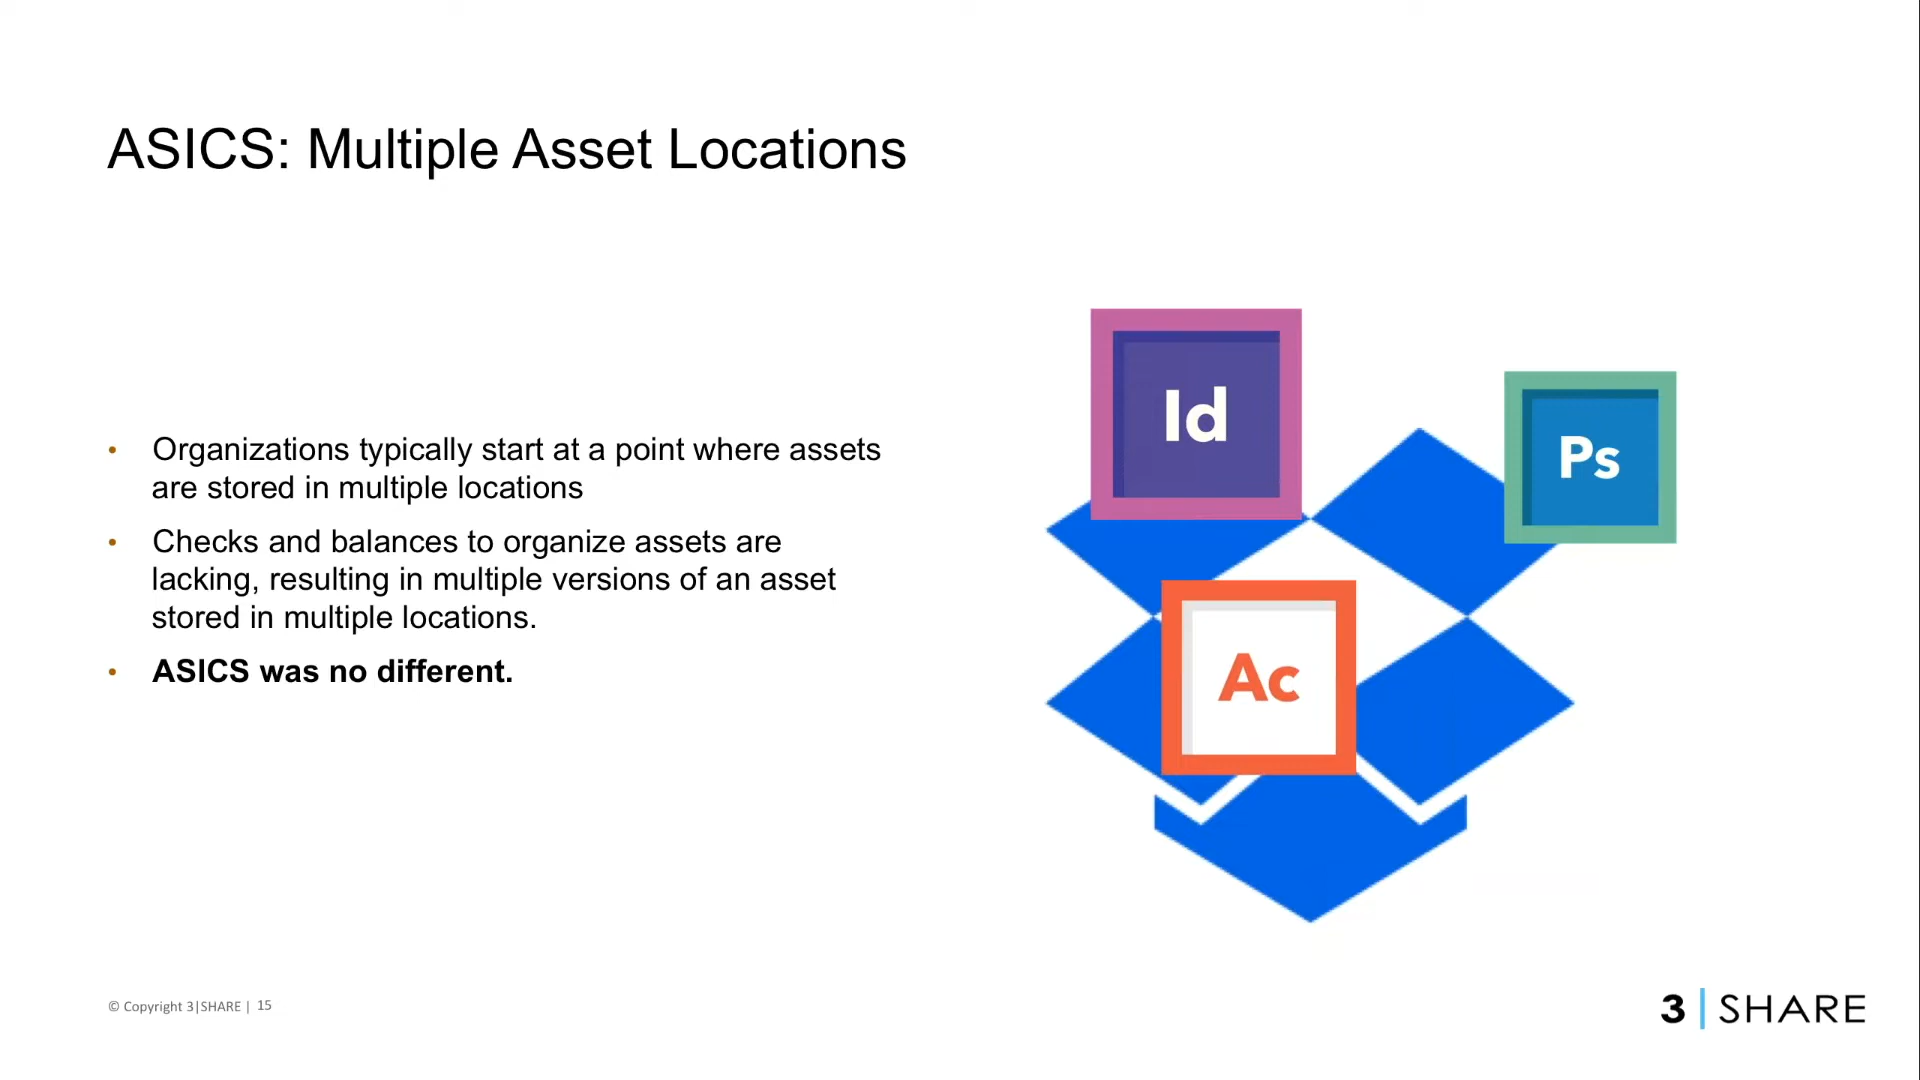 ASICS: Multiple Asset Locations
• Organizations typically start at a point where assets
are stored in multiple locations
• Checks and balances to organize assets are
lacking, resulting in multiple versions of an asset
stored in multiple locations.
• ASICS was no different.
Id
Ps
Ac
© Copyright 3|SHARE | 15
3 | SHARE